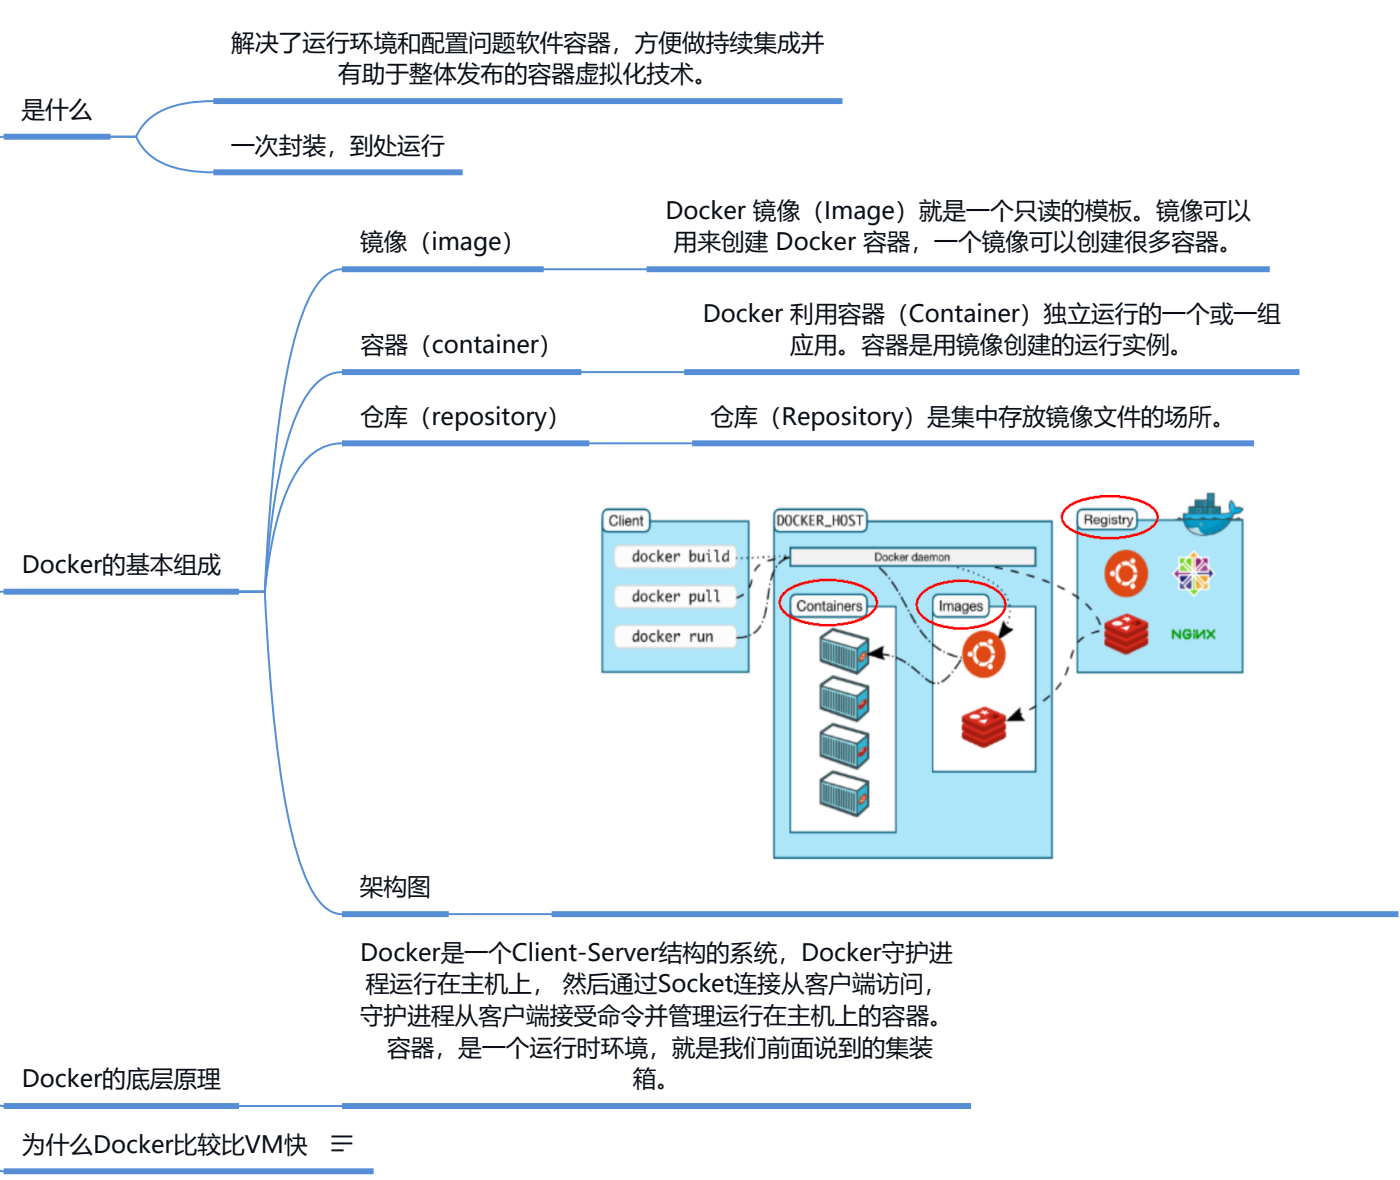 解决了运行环境和配置问题软件容器，方便做持续集成并
有助于整体发布的容器虚拟化技术。
是什么
一次封装，到处运行
Docker 镜像（Image）就是一个只读的模板。镜像可以
用来创建 Docker 容器，一个镜像可以创建很多容器。
镜像（image）
Docker 利用容器（Container）独立运行的一个或一组
应用。容器是用镜像创建的运行实例。
容器（container）
仓库（repository）
仓库（Repository）是集中存放镜像文件的场所。
Docker的基本组成
Client
docker build
docker pull
docker run
DOCKER_HOST
Docker daemon
Containers
Images
Registry
NGINX
架构图
Docker是一个Client-Server结构的系统，Docker守护进
程运行在主机上， 然后通过Socket连接从客户端访问，
守护进程从客户端接受命令并管理运行在主机上的容器。
容器，是一个运行时环境，就是我们前面说到的集装
箱。
Docker的底层原理
为什么Docker比较比VM快